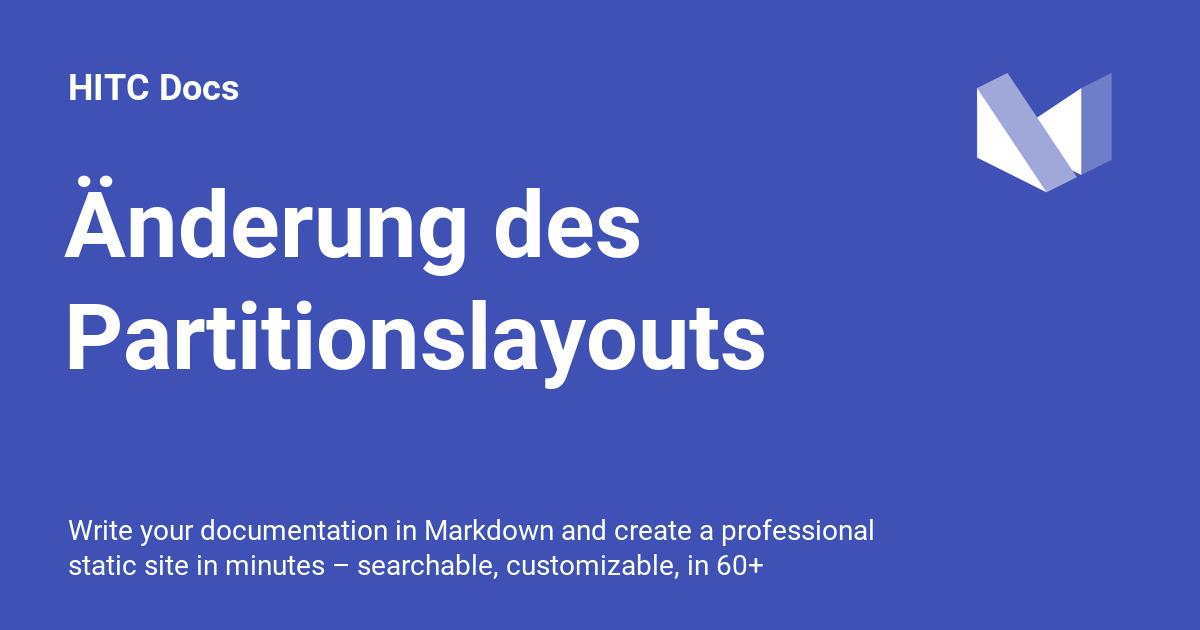 HITC Docs
Änderung des
Partitionslayouts
Write your documentation in Markdown and create a professional
static site in minutes – searchable, customizable, in 60+